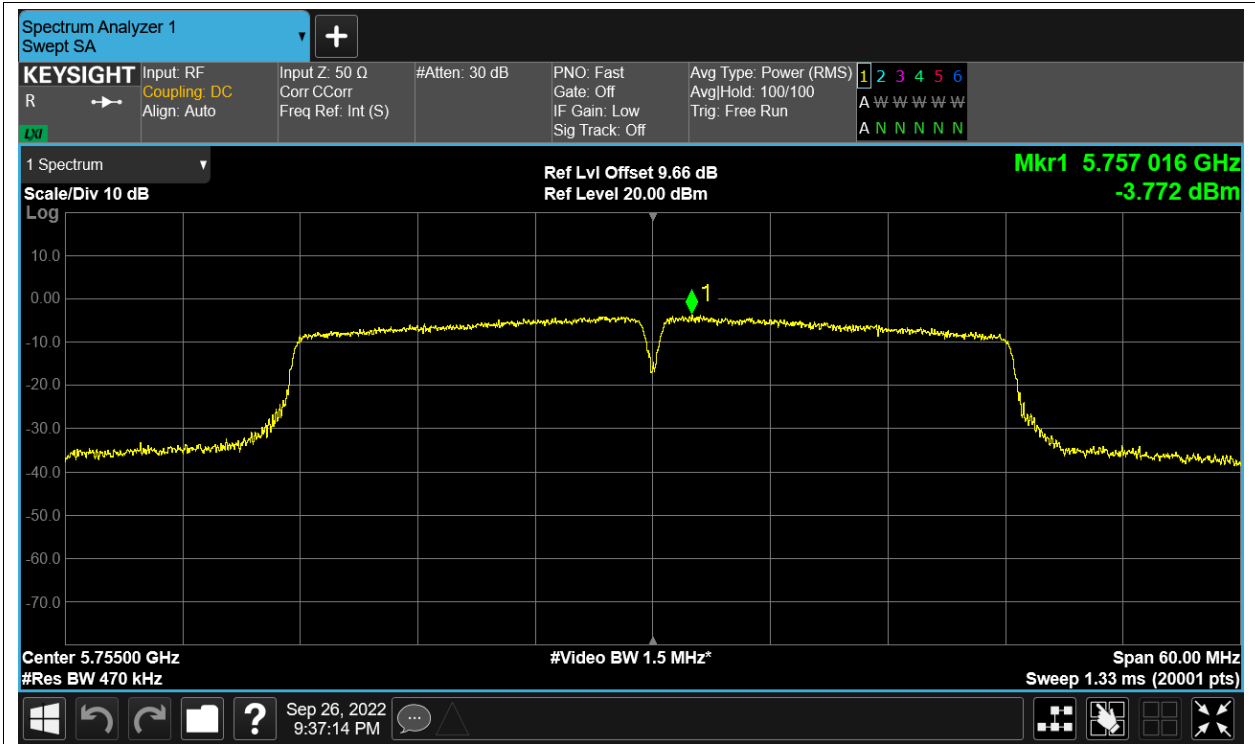 Spectrum Analyzer 1
Swept SA
KEYSIGHT
R
LXI
Input: RF
Coupling: DC
Align: Auto
Input Z: 50 Ω
Corr CCorr
Freq Ref: Int (S)
#Atten: 30 dB
PNO: Fast
Gate: Off
IF Gain: Low
Sig Track: Off
Avg Type: Power (RMS)
Avg|Hold: 100/100
Trig: Free Run
1 2 3 4 5 6
A W W W W W
A N N N N N
1 Spectrum
Scale/Div 10 dB
Log
Ref Lvl Offset 9.66 dB
Ref Level 20.00 dBm
Mkr1 5.757 016 GHz
-3.772 dBm
10.0
0.00
1
-10.0
-20.0
-30.0
-40.0
-50.0
-60.0
-70.0
Center 5.75500 GHz
#Res BW 470 kHz
#Video BW 1.5 MHz*
Span 60.00 MHz
Sweep 1.33 ms (20001 pts)
?
Sep 26, 2022
9:37:14 PM